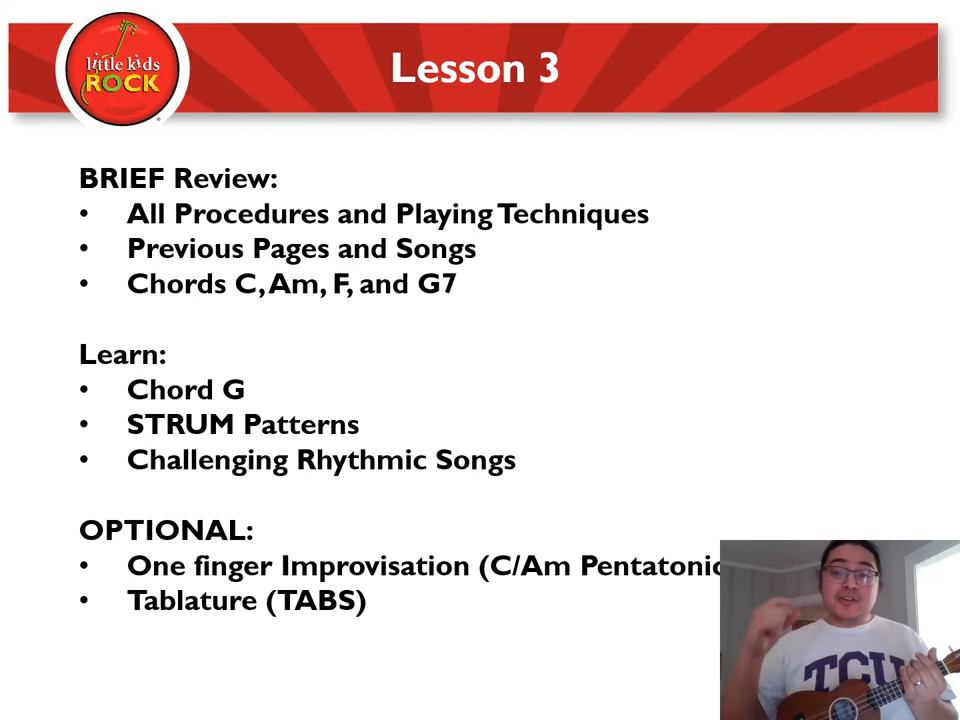 little kids
ROCK
Lesson 3
BRIEF Review:
• All Procedures and Playing Techniques
• Previous Pages and Songs
• Chords C, Am, F, and G7
Learn:
• Chord G
• STRUM Patterns
• Challenging Rhythmic Songs
OPTIONAL:
• One finger Improvisation (C/Am Pentatonic
• Tablature (TABS)
TCU